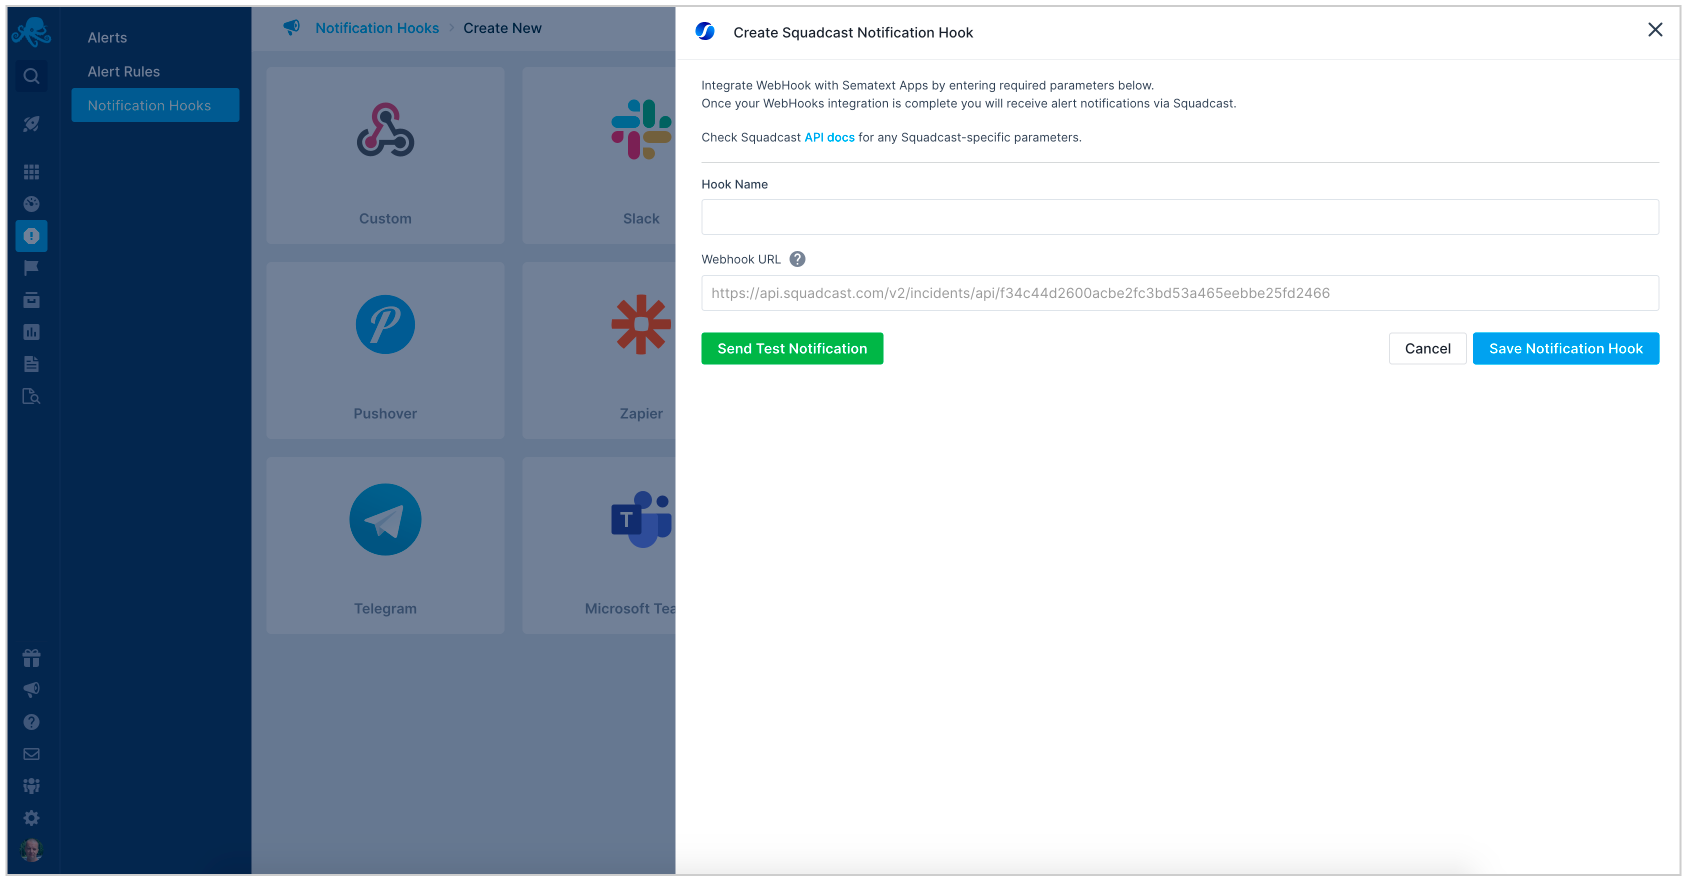 Alerts
Alert Rules
Notification Hooks
Notification Hooks › Create New
Custom
Slack
Pushover
Zapier
Telegram
T
Microsoft Tea
Create Squadcast Notification Hook
Integrate WebHook with Sematext Apps by entering required parameters below.
Once your WebHooks integration is complete you will receive alert notifications via Squadcast.
Check Squadcast API docs for any Squadcast-specific parameters.
Hook Name
Webhook URL ?
https://api.squadcast.com/v2/incidents/api/f34c44d2600acbe2fc3bd53a465eebbe25fd2466
Send Test Notification
Cancel
Save Notification Hook